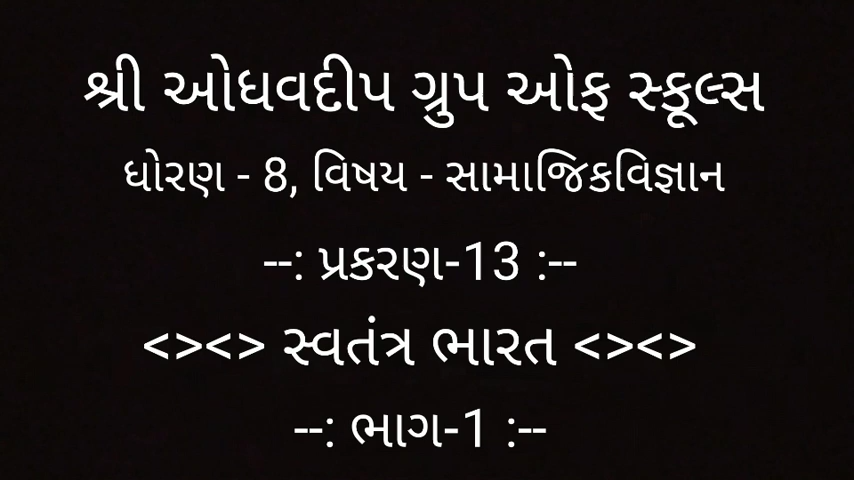 શ્રી ઓધવદીપ ગ્રુપ ઓફ સ્કૂલ્સ
ધોરણ - 8, વિષય - સામાજિકવિજ્ઞાન
--: પ્રકરણ-13 :--
<><> સ્વતંત્ર ભારત <><>
--: ભાગ-1 :--